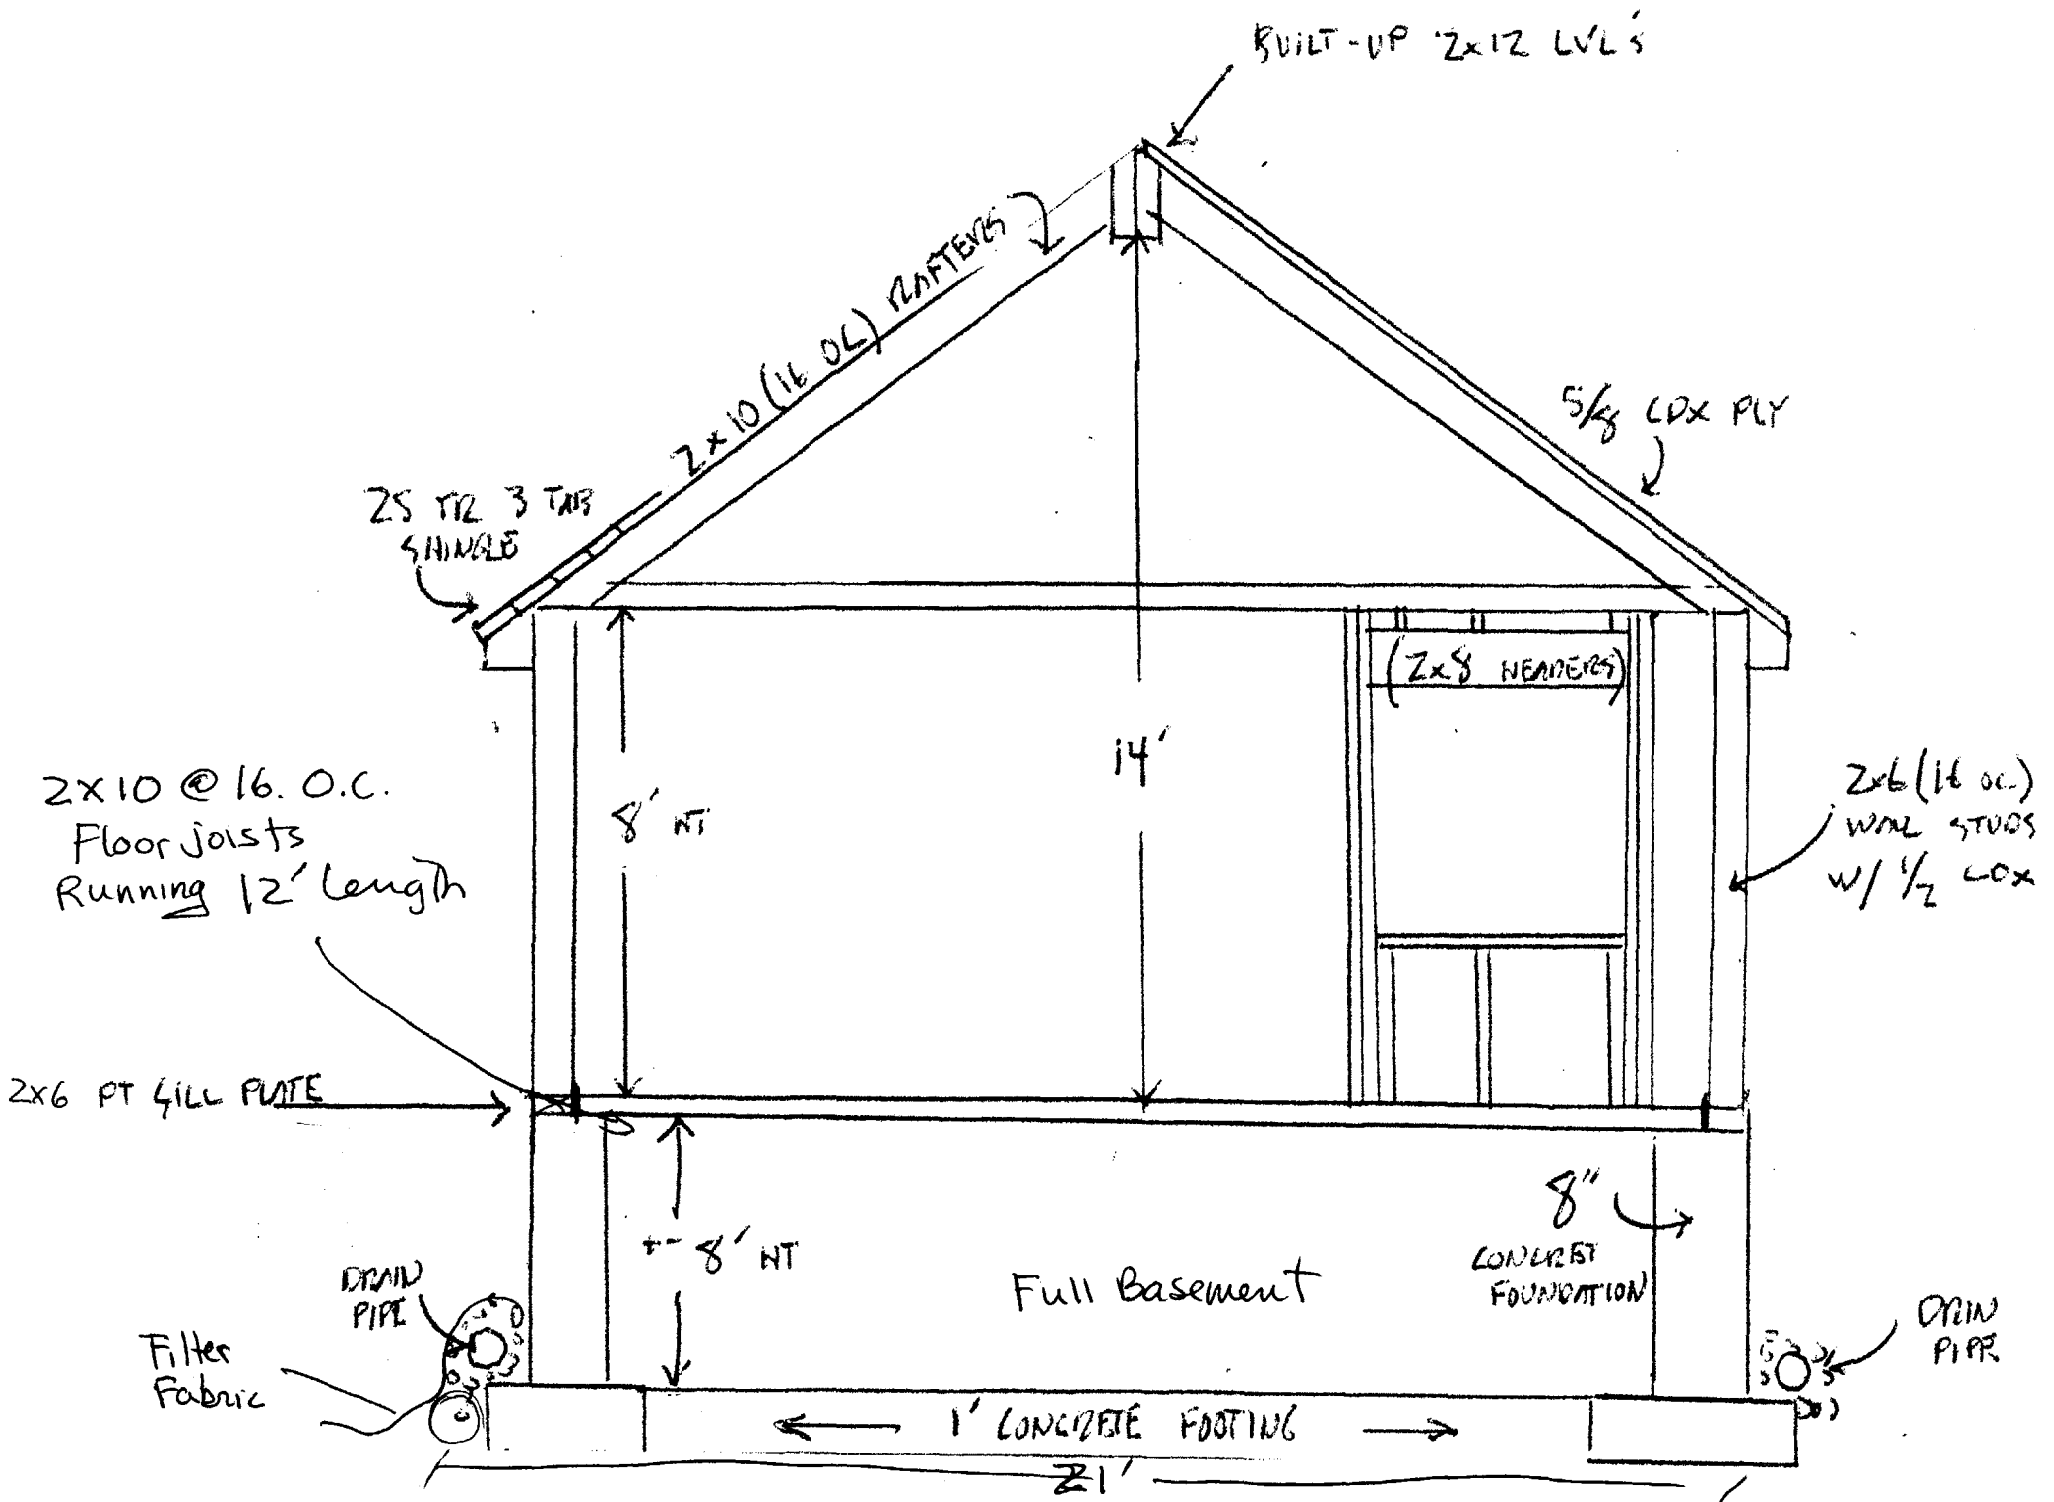 BUILT-UP 2x12 LVL's
2x10 (16 OC) RAFTERS
5/8 CDX PLY
25 YR 3 TAB
SHINGLE
(2x8 HEADERS)
14'
8' HT
2x6 (16 OC.)
WALL STUDS
W/ 1/2 CDX
2x10 @ 16. O.C.
Floor joists
Running 12' Length
2x6 PT SILL PLATE
+- 8' HT
8"
CONCRET
FOUNDATION
Full Basement
DRAIN
PIPE
DRIN
PIPE
Filter
Fabric
1' CONCRETE FOOTING
21'